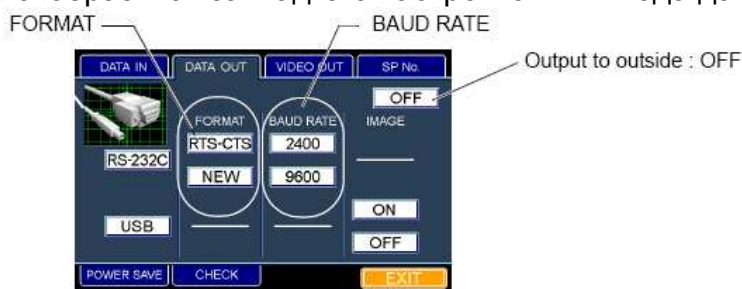 FORMAT
BAUD RATE
Output to outside : OFF
DATA IN DATA OUT VIDEO OUT SP No.
OFF
FORMAT BAUD RATE IMAGE
RTS-CTS 2400
RS-232C
NEW 9600
ON
USB
OFF
POWER SAVE CHECK EXIT